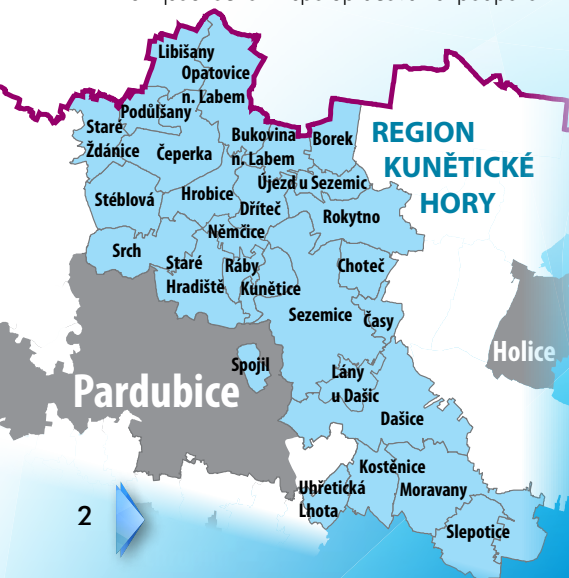 Libišany
Opatovice
n. Labem
Podůlšany
Staré
Ždánice
Čeperka
Bukovina
n. Labem
Borek
REGION
KUNĚTICKÉ
HORY
Újezd u Sezemic
Stéblová
Hrobice
Dříteč
Rokytno
Němčice
Srch
Staré
Hradiště
Ráby
Kunětice
Choteč
Sezemice
Časy
Holice
Spojil
Pardubice
Lány
u Dašic
Dašice
Kostěnice
Uhřetická
Lhota
Moravany
Slepotice
2